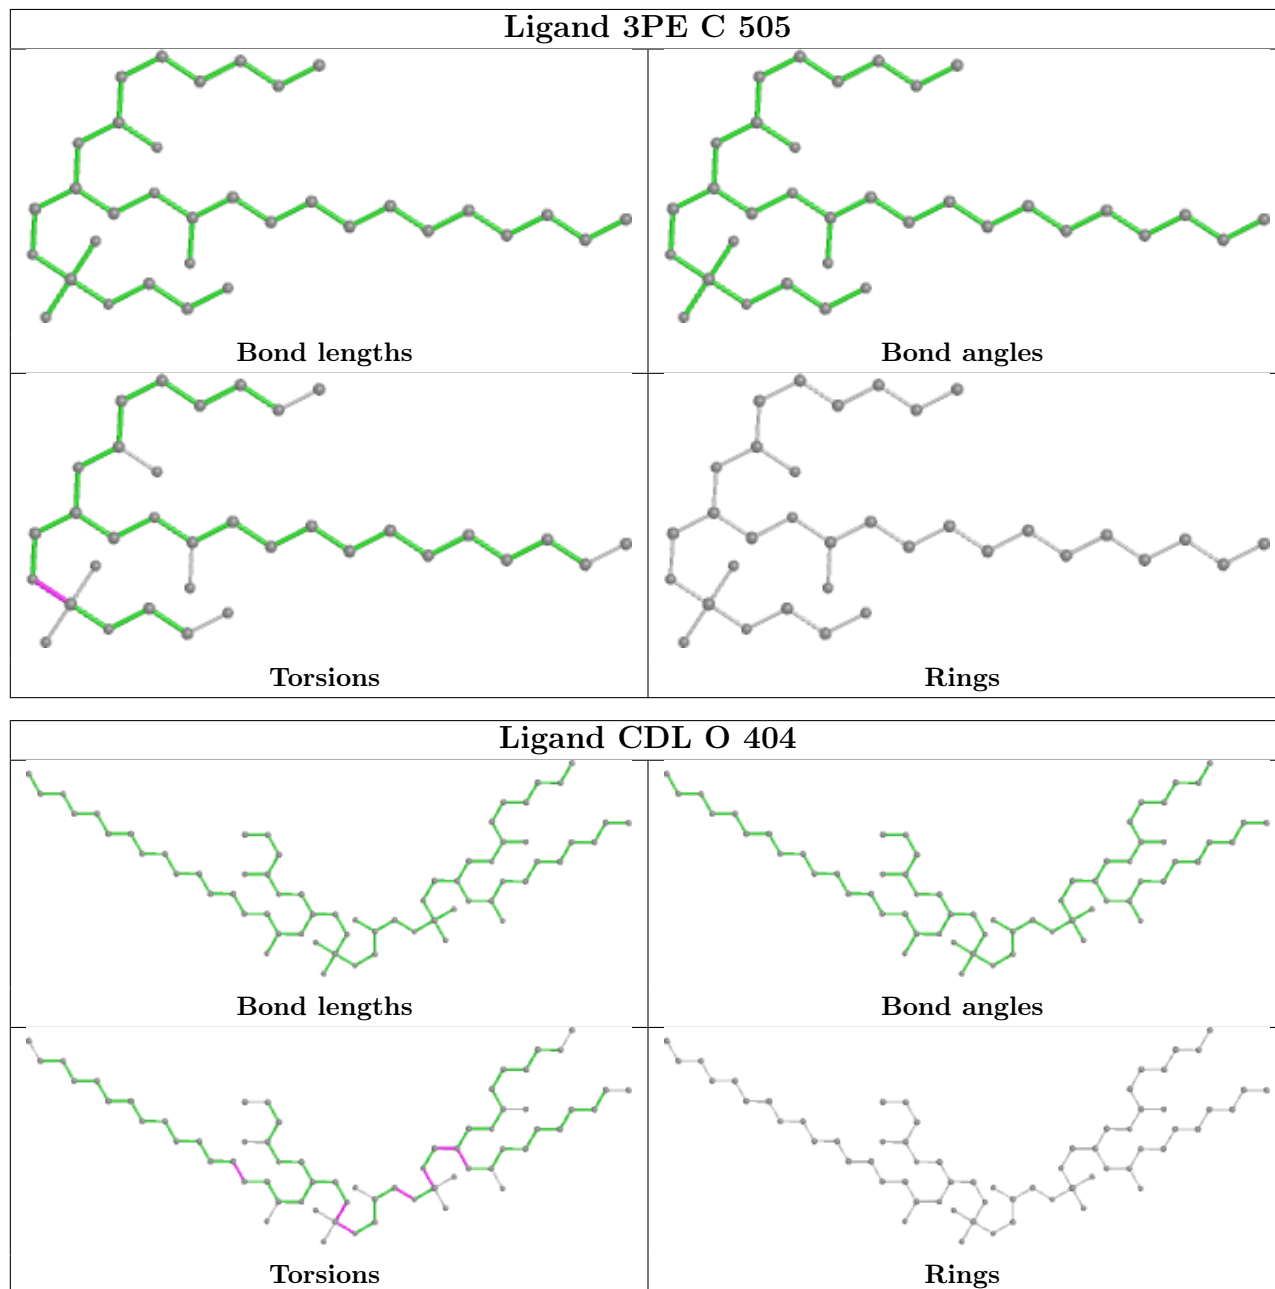 Ligand 3PE C 505
Bond lengths
Bond angles
Torsions
Rings
Ligand CDL O 404
Bond lengths
Bond angles
Torsions
Rings